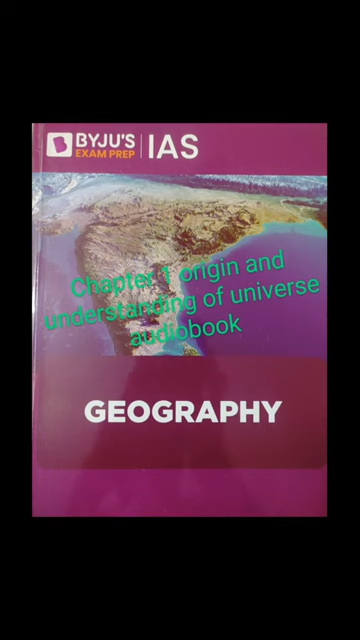 BYJU'S
EXAM PREP
IAS
Chapter 1 origin and
understanding of universe
audiobook
GEOGRAPHY